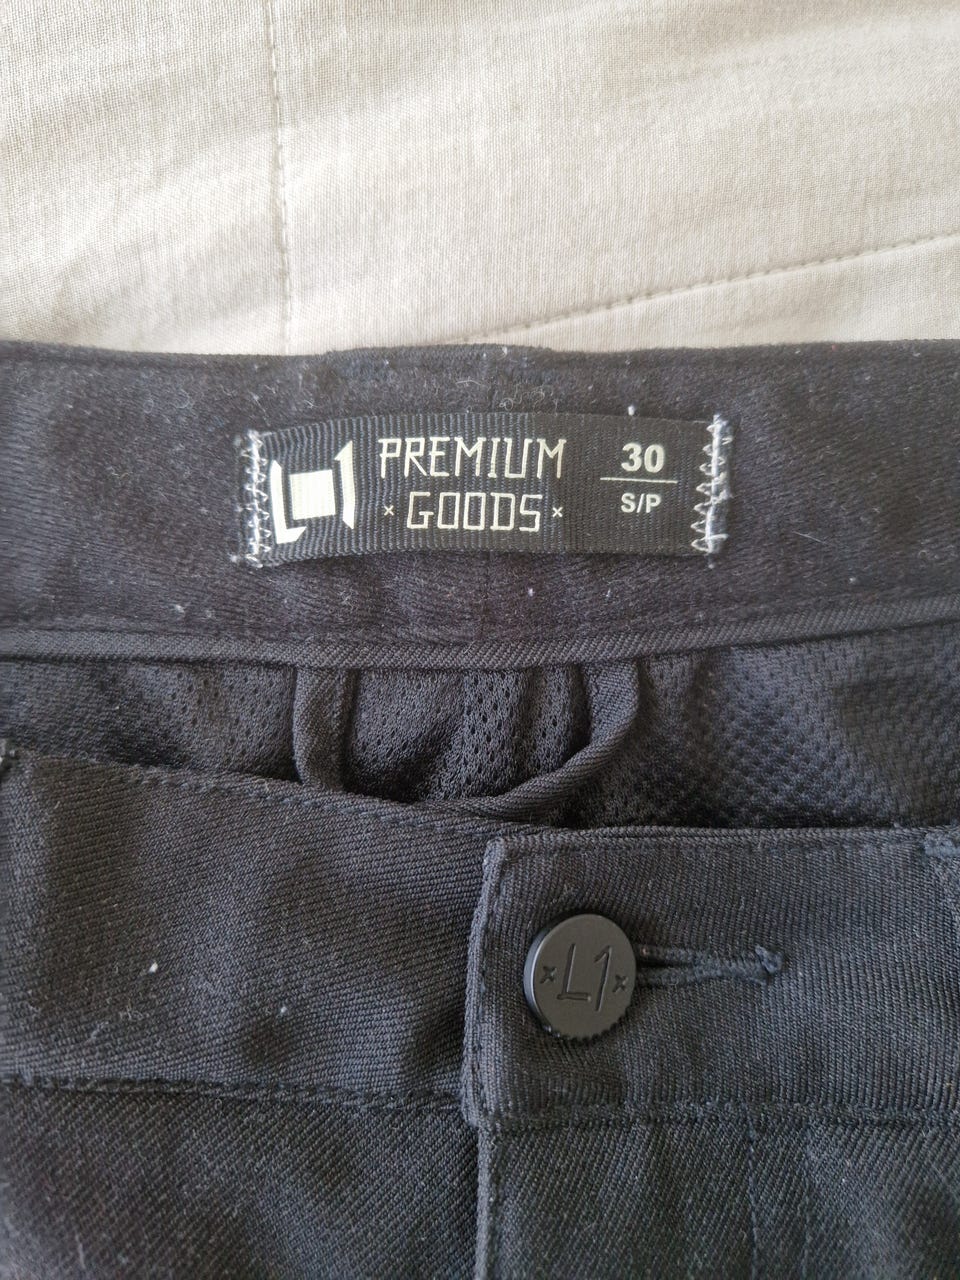 L1
PREMIUM
× GOODS ×
30
S/P
×L1×